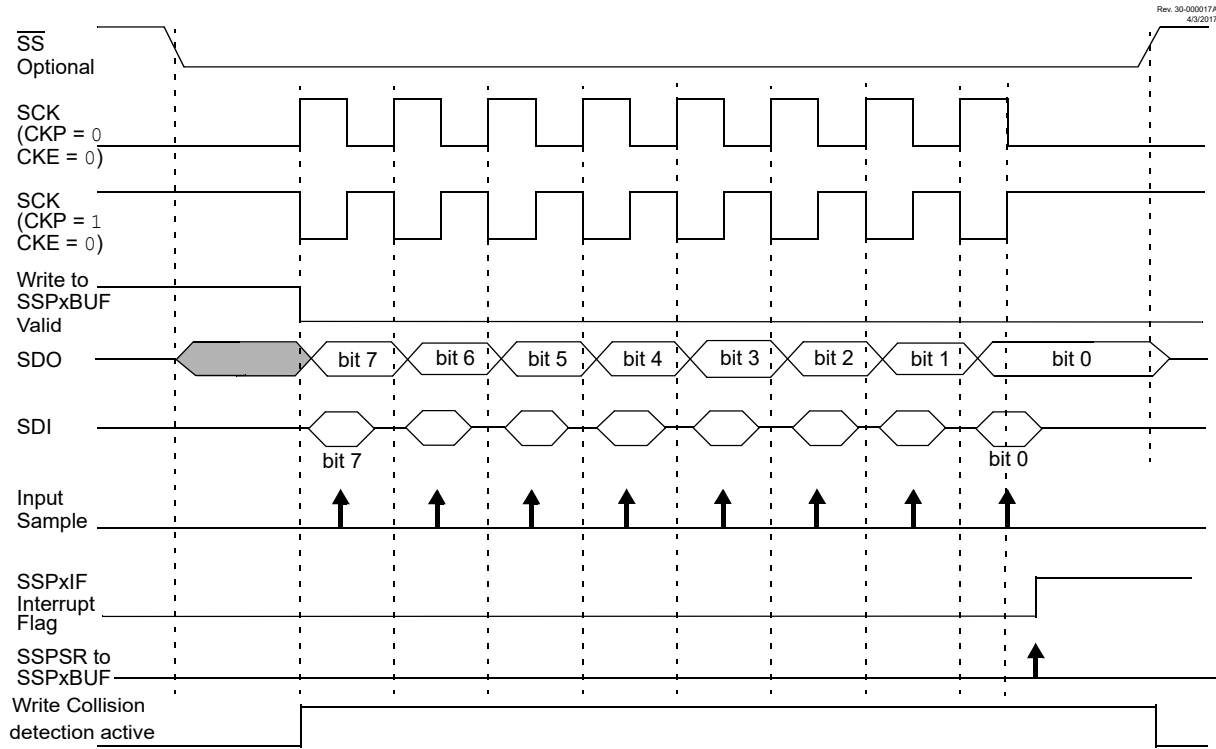 Rev. 30-000017A
4/3/2017
SS
Optional
SCK
(CKP = 0
CKE = 0)
SCK
(CKP = 1
CKE = 0)
Write to
SSPxBUF
Valid
SDO
bit 7
bit 6
bit 5
bit 4
bit 3
bit 2
bit 1
bit 0
SDI
bit 7
bit 0
Input
Sample
SSPxIF
Interrupt
Flag
SSPSR to
SSPxBUF
Write Collision
detection active